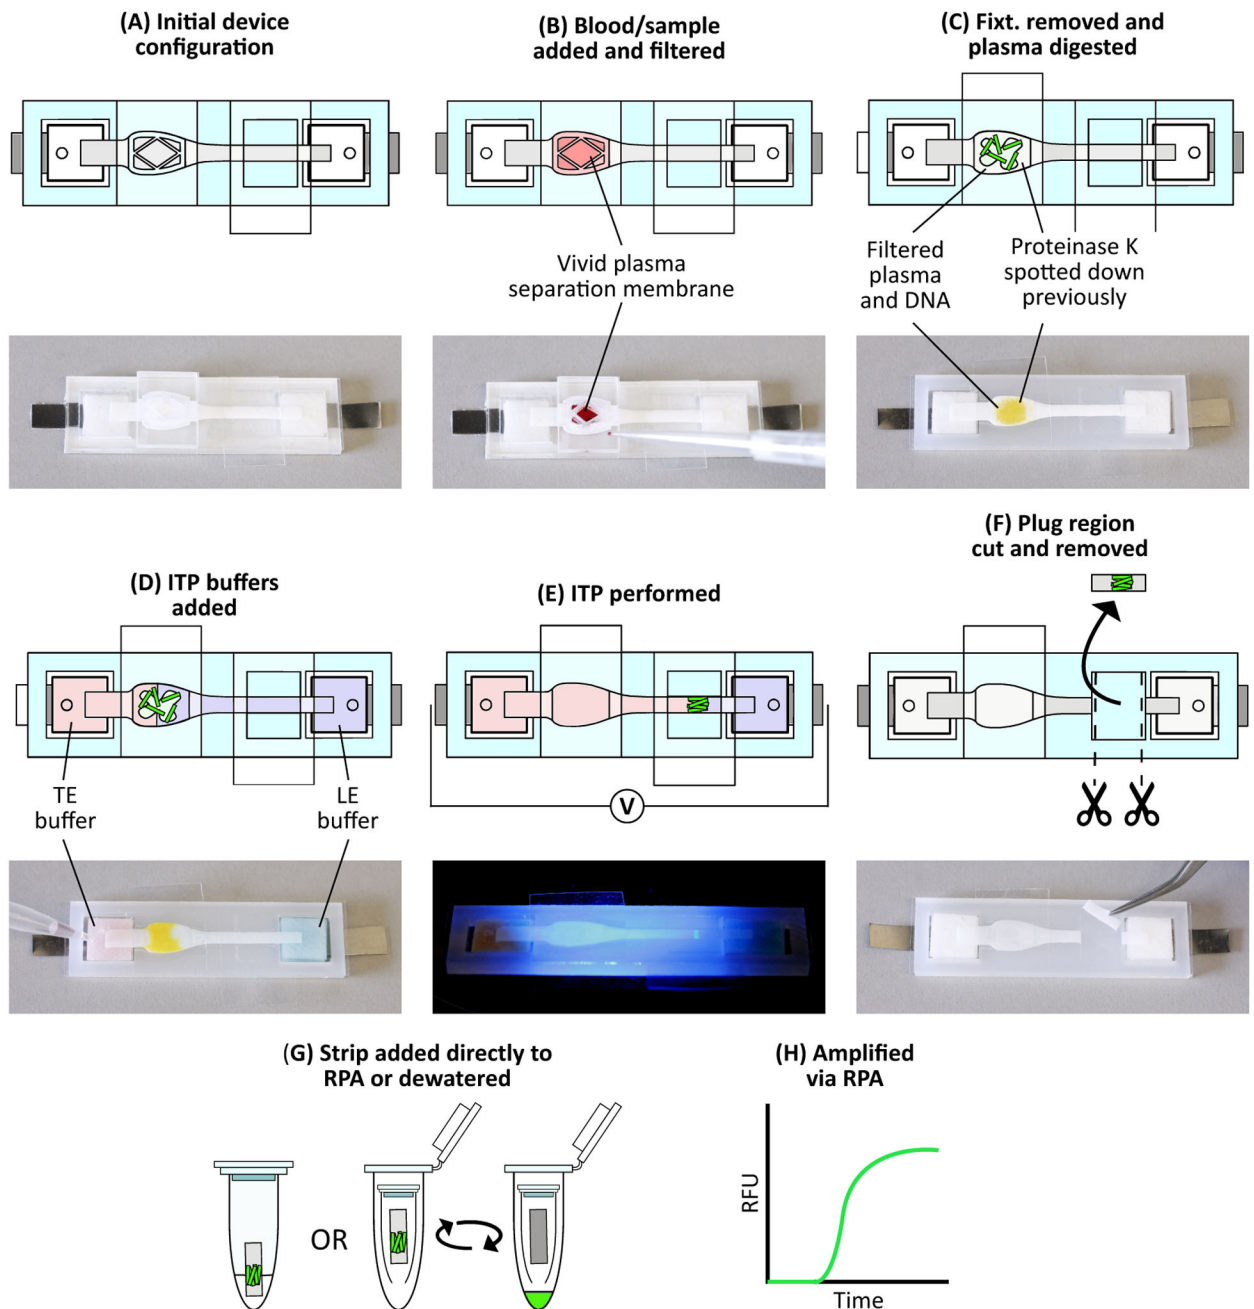 (A) Initial device
configuration
(B) Blood/sample
added and filtered
(C) Fixt. removed and
plasma digested
Vivid plasma
separation membrane
Filtered
plasma
and DNA
Proteinase K
spotted down
previously
(D) ITP buffers
added
(E) ITP performed
(F) Plug region
cut and removed
TE
buffer
LE
buffer
V
(G) Strip added directly to
RPA or dewatered
OR
(H) Amplified
via RPA
RFU
Time